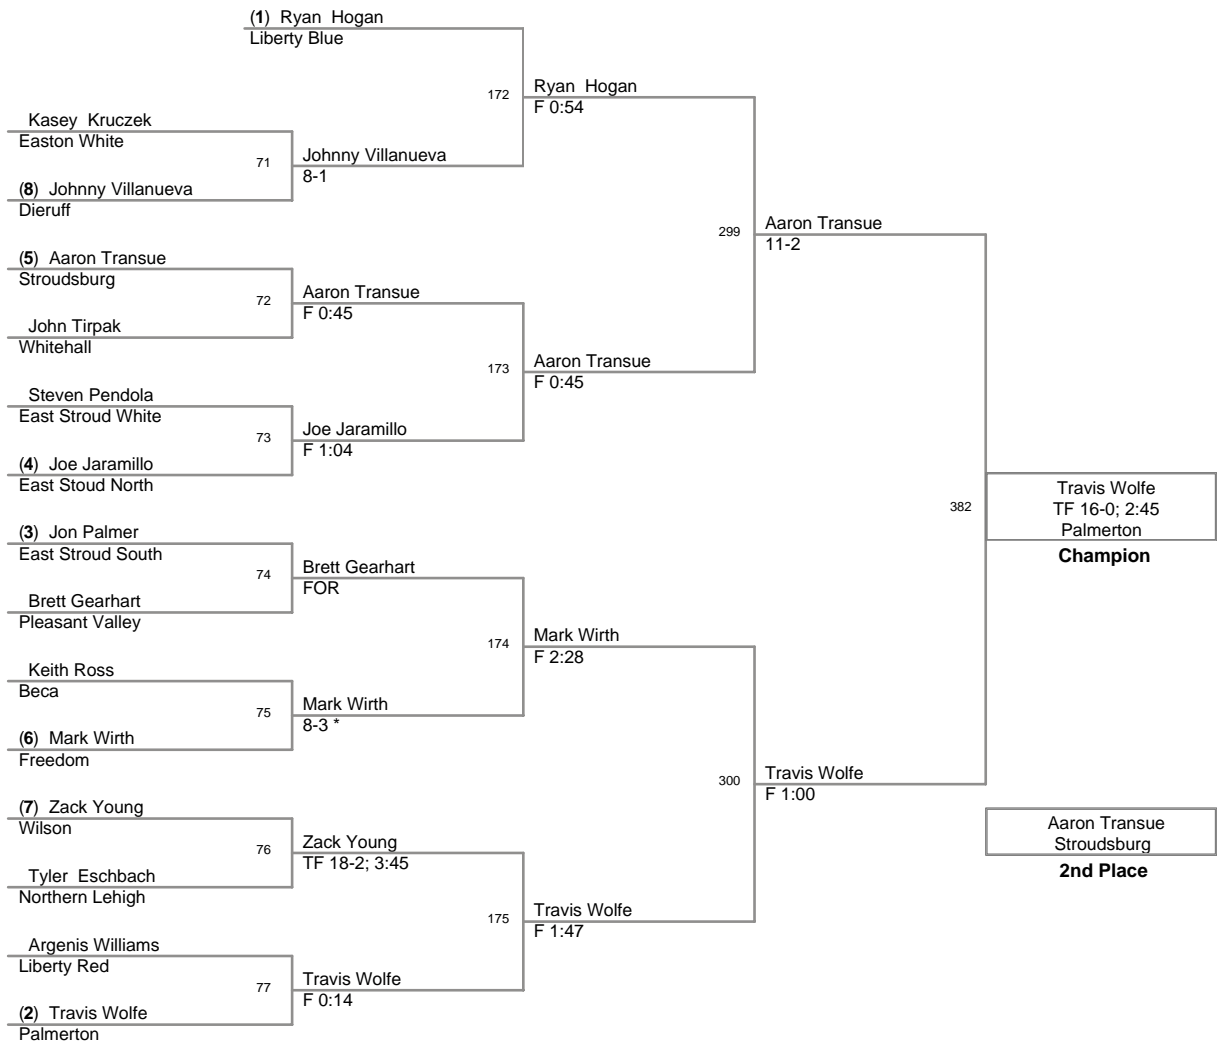 (1) Ryan Hogan
Liberty Blue
172
Ryan Hogan
F 0:54
Kasey Kruczek
Easton White
71
Johnny Villanueva
8-1
(8) Johnny Villanueva
Dieruff
299
Aaron Transue
11-2
(5) Aaron Transue
Stroudsburg
72
Aaron Transue
F 0:45
John Tirpak
Whitehall
173
Aaron Transue
F 0:45
Steven Pendola
East Stroud White
73
Joe Jaramillo
F 1:04
(4) Joe Jaramillo
East Stoud North
382
Travis Wolfe
TF 16-0; 2:45
Palmerton
Champion
(3) Jon Palmer
East Stroud South
74
Brett Gearhart
FOR
Brett Gearhart
Pleasant Valley
174
Mark Wirth
F 2:28
Keith Ross
Beca
75
Mark Wirth
8-3 *
(6) Mark Wirth
Freedom
300
Travis Wolfe
F 1:00
(7) Zack Young
Wilson
Aaron Transue
Stroudsburg
2nd Place
76
Zack Young
TF 18-2; 3:45
Tyler Eschbach
Northern Lehigh
175
Travis Wolfe
F 1:47
Argenis Williams
Liberty Red
77
Travis Wolfe
F 0:14
(2) Travis Wolfe
Palmerton